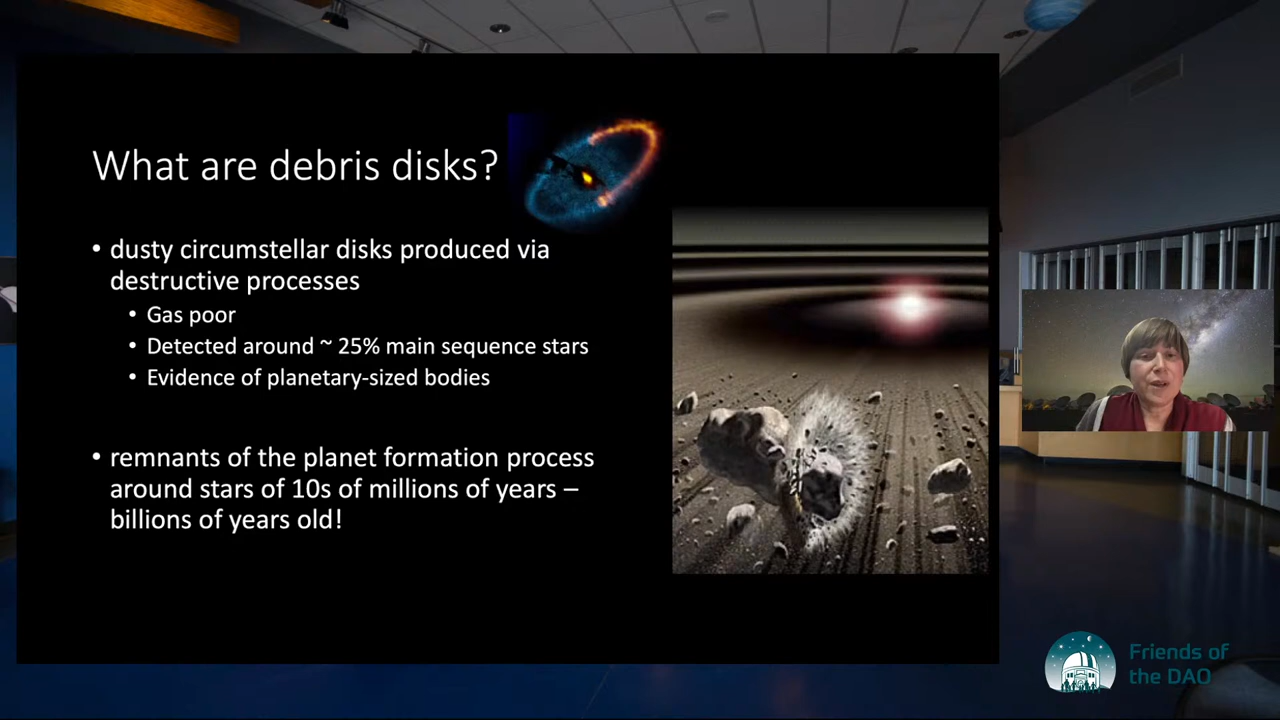 What are debris disks?
• dusty circumstellar disks produced via
destructive processes
• Gas poor
• Detected around ~ 25% main sequence stars
• Evidence of planetary-sized bodies
• remnants of the planet formation process
around stars of 10s of millions of years –
billions of years old!
Friends of
the DAO